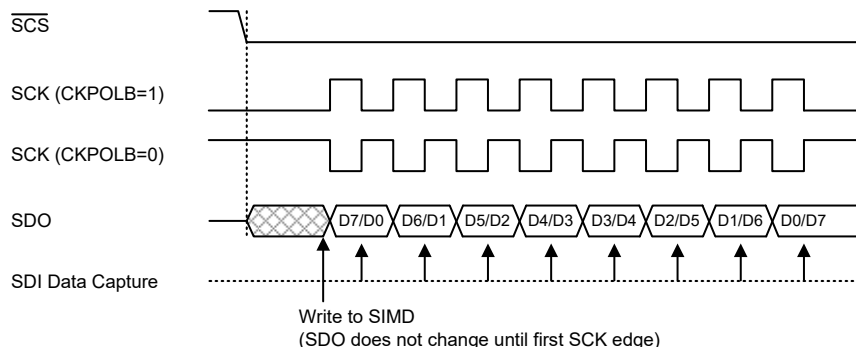 SCS
SCK (CKPOLB=1)
SCK (CKPOLB=0)
SDO
D7/D0 D6/D1 D5/D2 D4/D3 D3/D4 D2/D5 D1/D6 D0/D7
SDI Data Capture
Write to SIMD
(SDO does not change until first SCK edge)